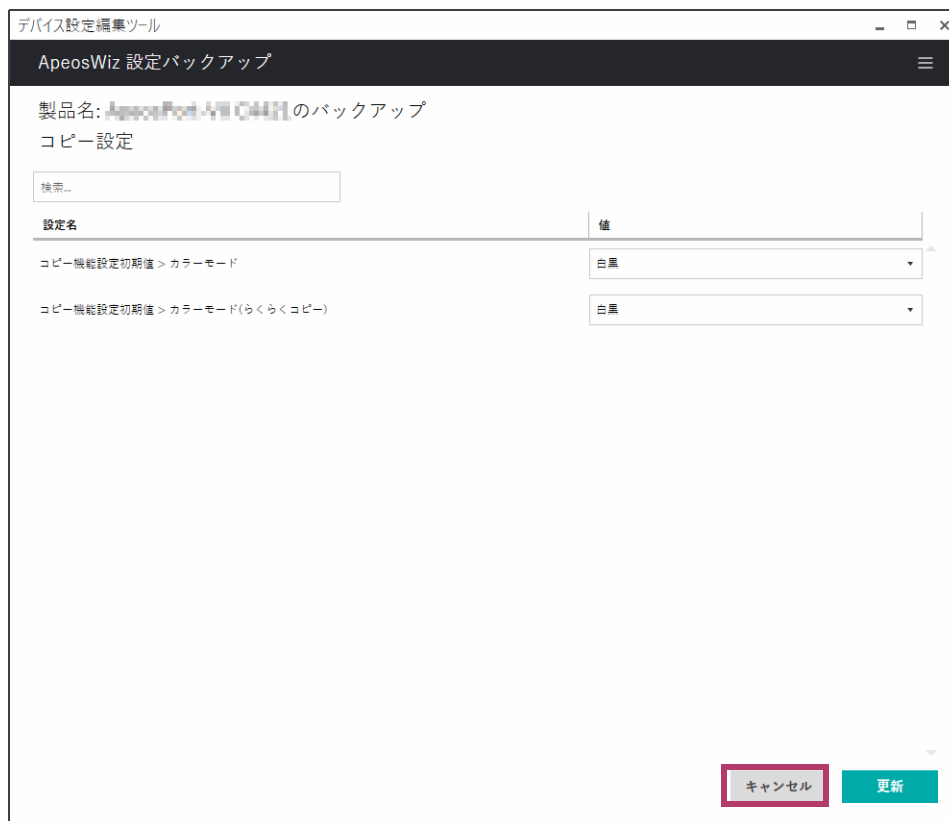 デバイス設定編集ツール
ApeosWiz 設定バックアップ
製品名: のバックアップ
コピー設定
検索...
設定名 値
コピー機能設定初期値 > カラーモード 白黒
コピー機能設定初期値 > カラーモード(らくらくコピー) 白黒
キャンセル 更新